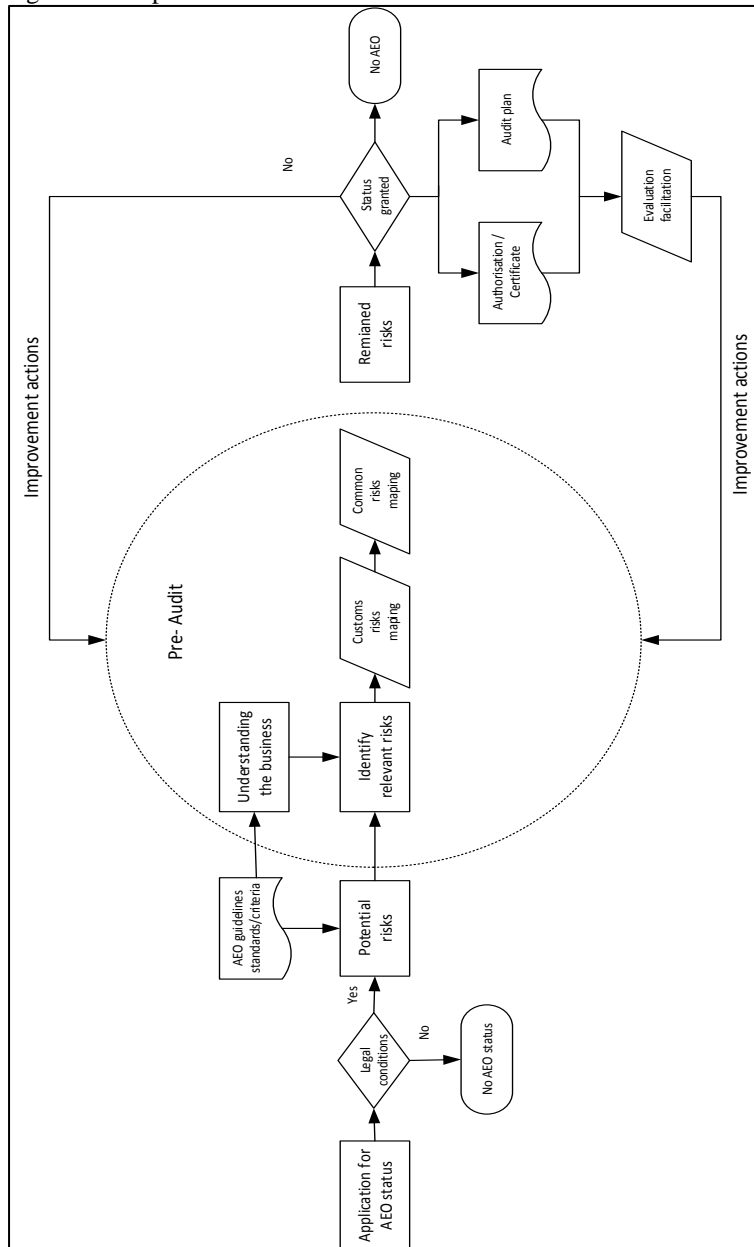 Application for
AEO status
Legal
conditions
Yes
No
No AEO status
AEO guidelines
standards/criteria
Potential
risks
Pre- Audit
Understanding
the business
Identify
relevant risks
Customs
risks
maping
Common
risks
maping
Remianed
risks
Status
granted
No
No AEO
Authorisation /
Certificate
Audit plan
Evaluation
facilitation
Improvement actions
Improvement actions